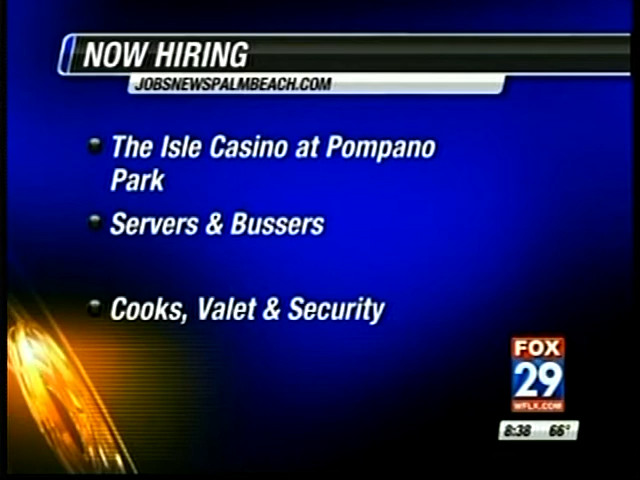 NOW HIRING
JOBSNEWSPALMBEACH.COM
The Isle Casino at Pompano
Park
Servers & Bussers
Cooks, Valet & Security
FOX
29
WFLX.COM
8:38 66°